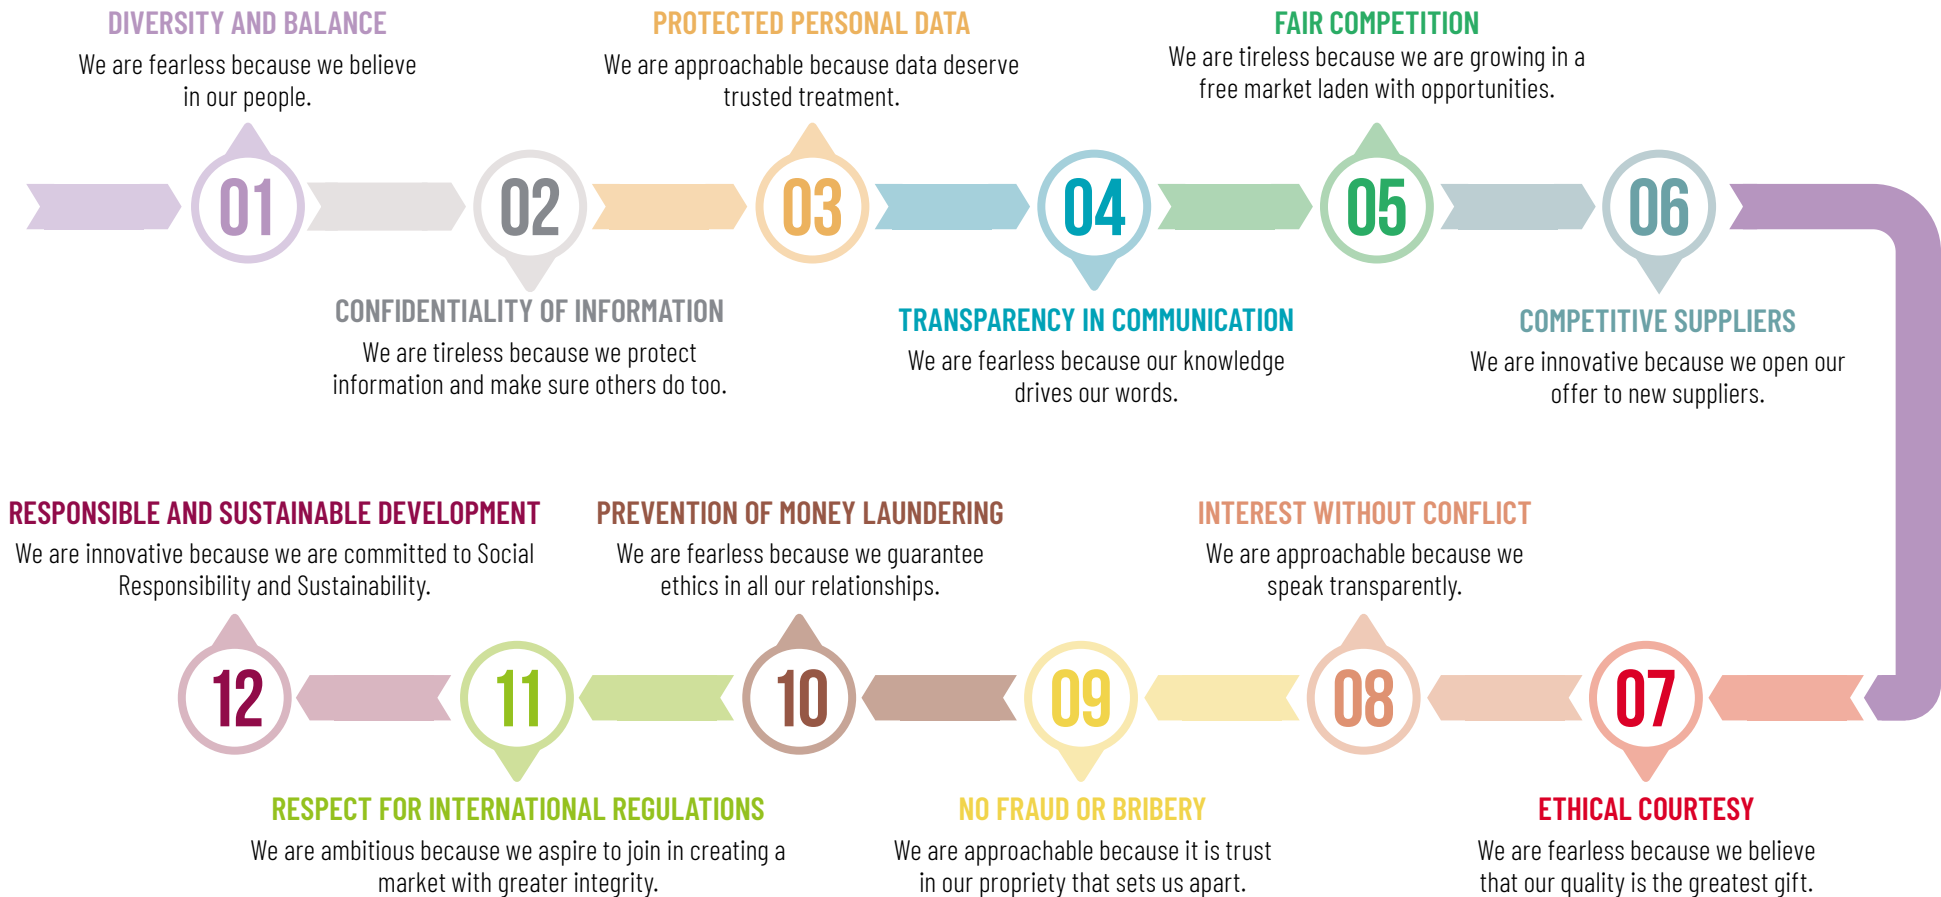 DIVERSITY AND BALANCE
We are fearless because we believe
in our people.
01
CONFIDENTIALITY OF INFORMATION
We are tireless because we protect
information and make sure others do too.
02
PROTECTED PERSONAL DATA
We are approachable because data deserve
trusted treatment.
03
TRANSPARENCY IN COMMUNICATION
We are fearless because our knowledge
drives our words.
04
FAIR COMPETITION
We are tireless because we are growing in a
free market laden with opportunities.
05
COMPETITIVE SUPPLIERS
We are innovative because we open our
offer to new suppliers.
06
ETHICAL COURTESY
We are fearless because we believe
that our quality is the greatest gift.
07
INTEREST WITHOUT CONFLICT
We are approachable because we
speak transparently.
08
NO FRAUD OR BRIBERY
We are approachable because it is trust
in our propriety that sets us apart.
09
PREVENTION OF MONEY LAUNDERING
We are fearless because we guarantee
ethics in all our relationships.
10
RESPECT FOR INTERNATIONAL REGULATIONS
We are ambitious because we aspire to join in creating a
market with greater integrity.
11
RESPONSIBLE AND SUSTAINABLE DEVELOPMENT
We are innovative because we are committed to Social
Responsibility and Sustainability.
12